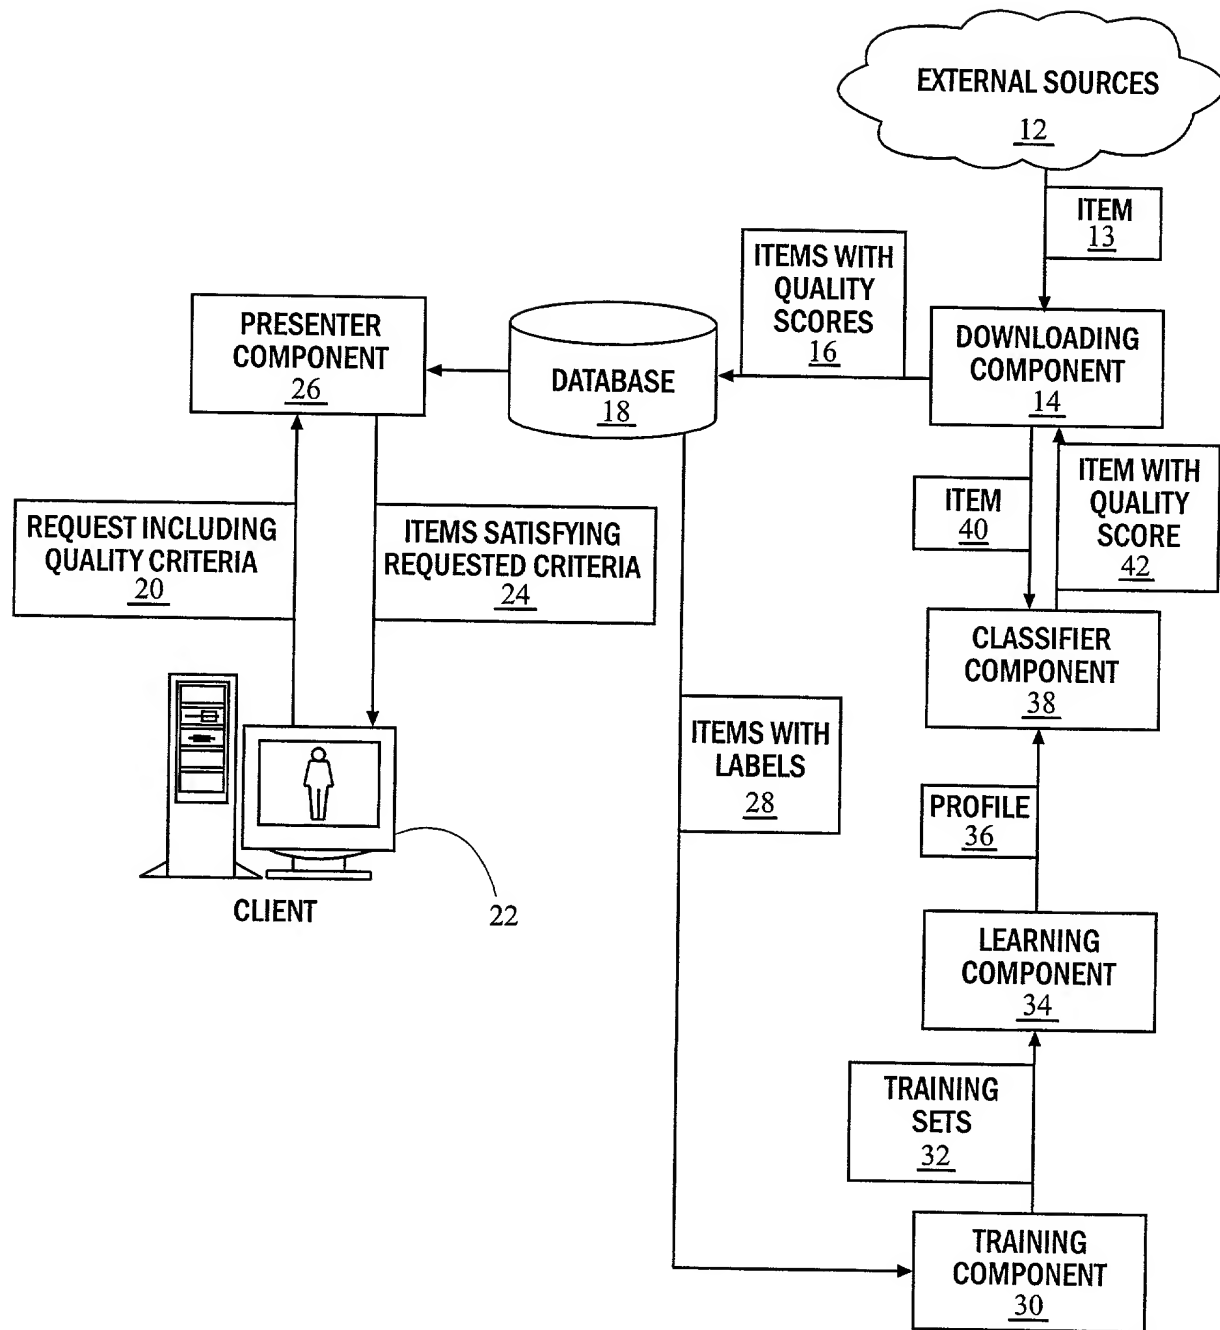 EXTERNAL SOURCES
12
ITEM
13
ITEMS WITH
QUALITY
SCORES
16
PRESENTER
COMPONENT
26
DATABASE
18
DOWNLOADING
COMPONENT
14
REQUEST INCLUDING
QUALITY CRITERIA
20
ITEMS SATISFYING
REQUESTED CRITERIA
24
ITEM
40
ITEM WITH
QUALITY
SCORE
42
CLASSIFIER
COMPONENT
38
ITEMS WITH
LABELS
28
PROFILE
36
CLIENT
22
LEARNING
COMPONENT
34
TRAINING
SETS
32
TRAINING
COMPONENT
30